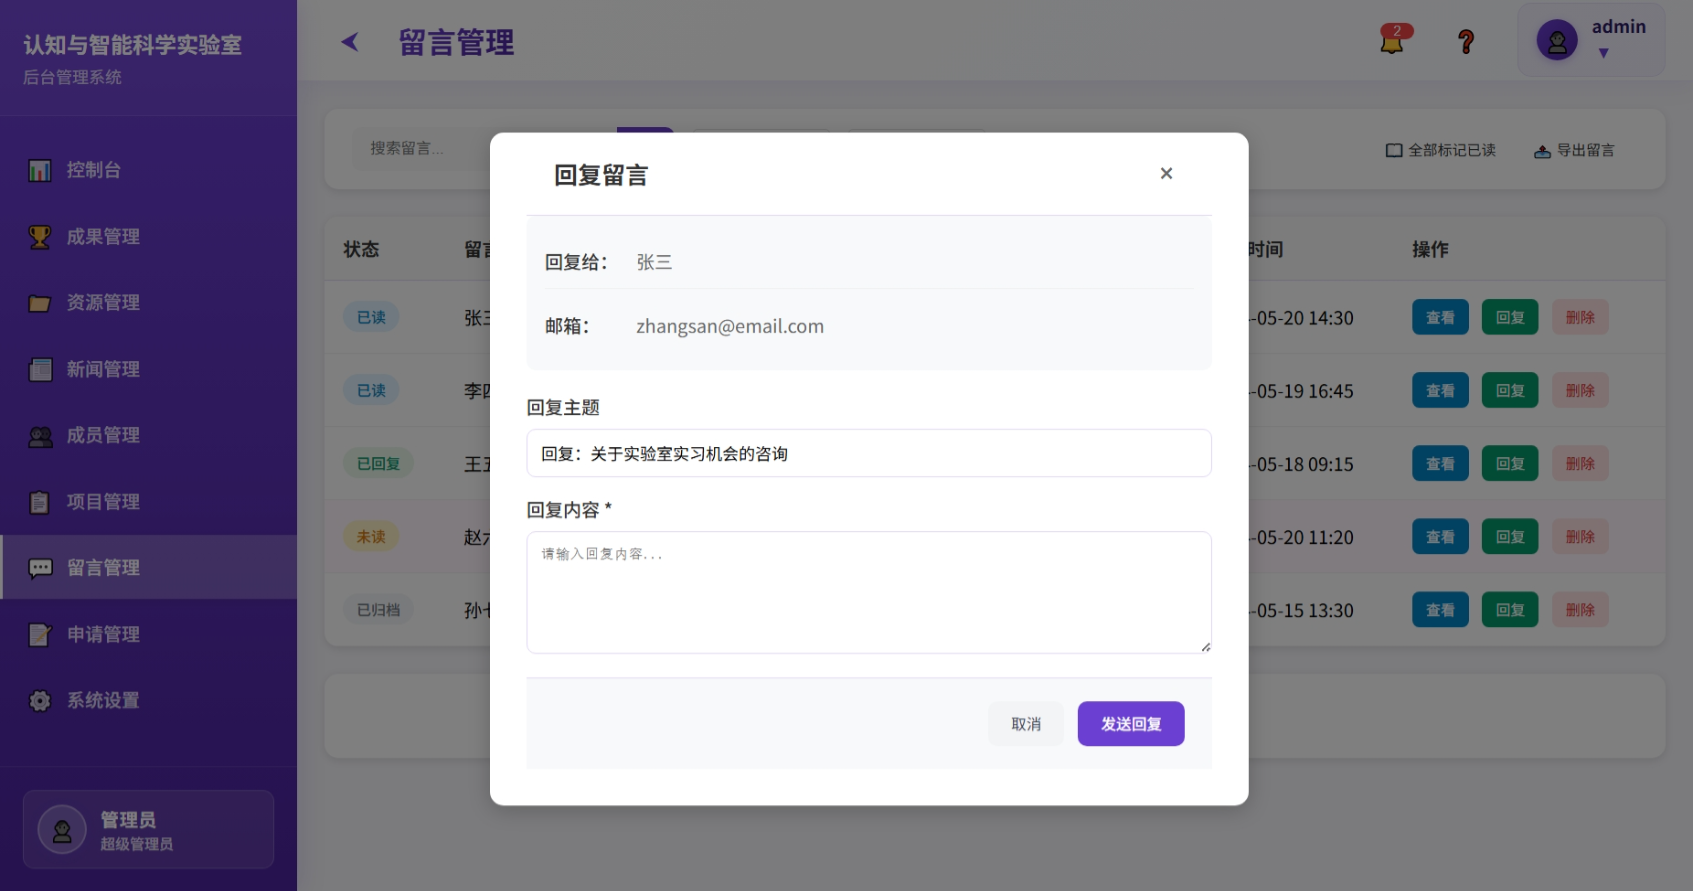 认知与智能科学实验室
后台管理系统
控制台
成果管理
资源管理
新闻管理
成员管理
项目管理
留言管理
申请管理
系统设置
管理员
超级管理员
留言管理
2
admin
搜索留言...
全部标记已读
导出留言
状态
时间
操作
已读
张三
-05-20 14:30
查看
回复
删除
已读
-05-19 16:45
查看
回复
删除
已回复
-05-18 09:15
查看
回复
删除
未读
-05-20 11:20
查看
回复
删除
已归档
-05-15 13:30
查看
回复
删除
回复留言
×
回复给：
张三
邮箱：
zhangsan@email.com
回复主题
回复：关于实验室实习机会的咨询
回复内容 *
请输入回复内容...
取消
发送回复